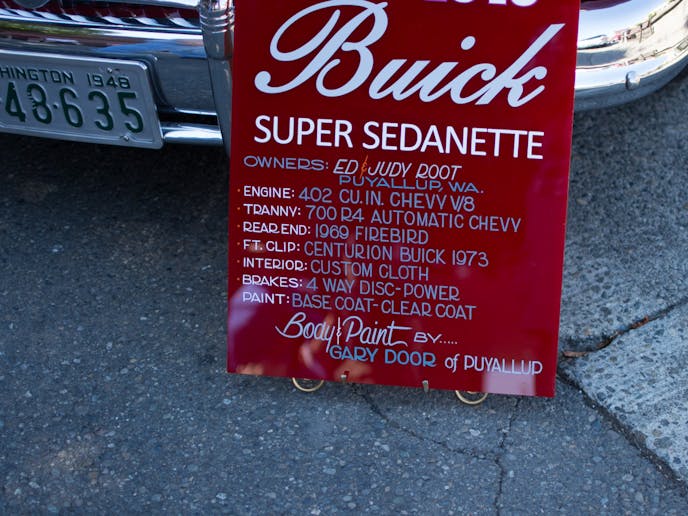 Buick
SUPER SEDANETTE
OWNERS: ED & JUDY ROOT
PUYALLUP, WA.
• ENGINE: 402 CU. IN. CHEVY V/8
• TRANNY: 700 R4 AUTOMATIC CHEVY
• REAR END: 1969 FIREBIRD
• FT. CLIP: CENTURION BUICK 1973
• INTERIOR: CUSTOM CLOTH
• BRAKES: 4 WAY DISC-POWER
PAINT: BASE COAT-CLEAR COAT
Body & Paint BY.....
GARY DOOR of PUYALLUP
HINGTON 1948
48·635